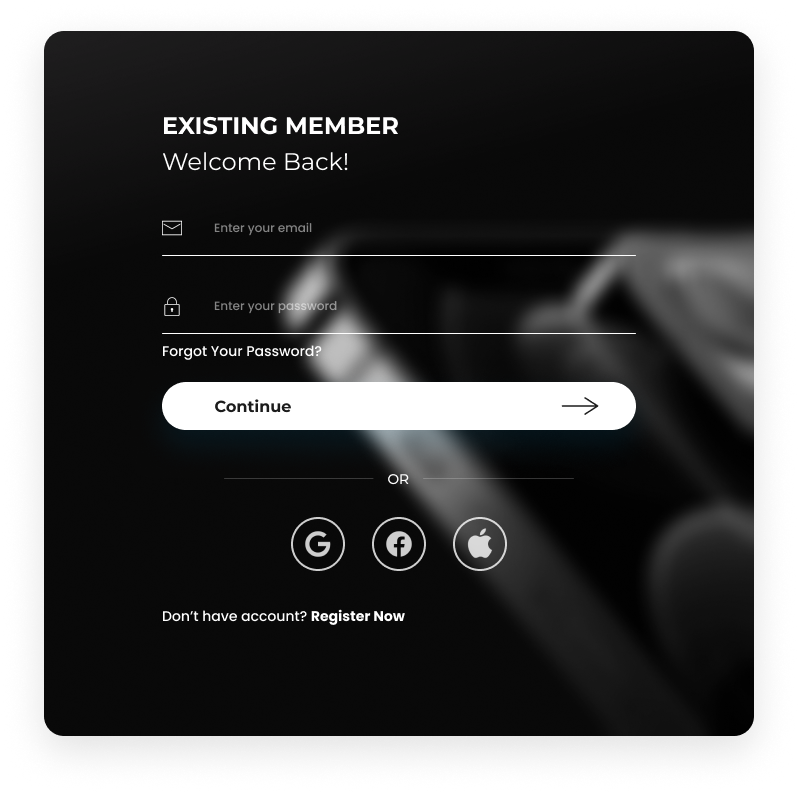 EXISTING MEMBER
Welcome Back!
Enter your email
Enter your password
Forgot Your Password?
Continue
OR
Don’t have account? Register Now